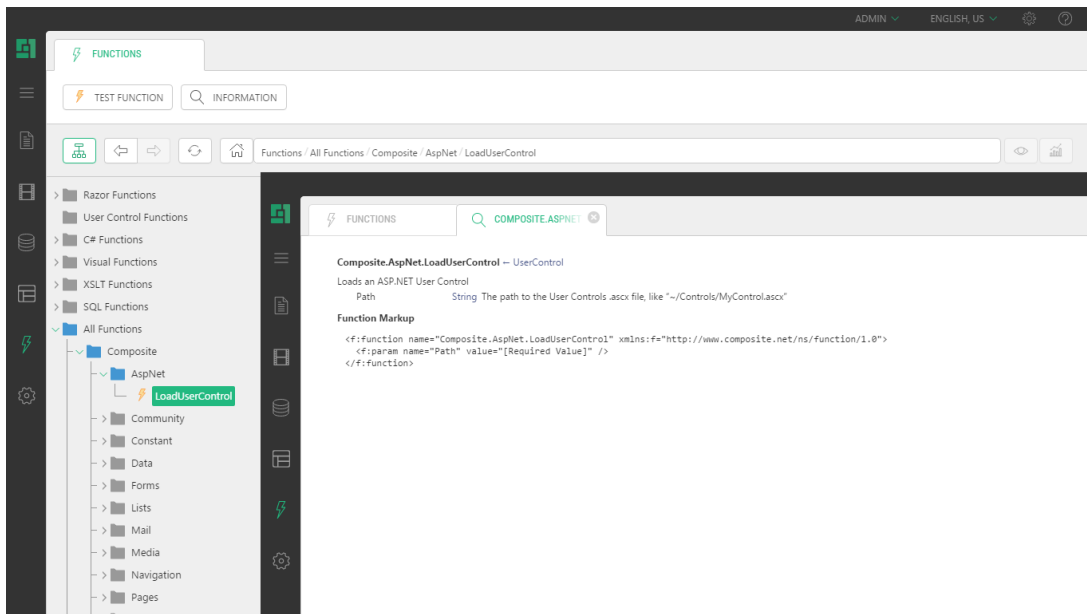 ADMIN ENGLISH, US
FUNCTIONS
TEST FUNCTION INFORMATION
Functions / All Functions / Composite / AspNet / LoadUserControl
Razor Functions
User Control Functions
C# Functions
Visual Functions
XSLT Functions
SQL Functions
All Functions
Composite
AspNet
LoadUserControl
Community
Constant
Data
Forms
Lists
Mail
Media
Navigation
Pages
FUNCTIONS COMPOSITE.ASPNET
Composite.AspNet.LoadUserControl ← UserControl
Loads an ASP.NET User Control
Path String The path to the User Controls .ascx file, like "~/Controls/MyControl.ascx"
Function Markup
<f:function name="Composite.AspNet.LoadUserControl" xmlns:f="http://www.composite.net/ns/function/1.0">
<f:param name="Path" value="[Required Value]" />
</f:function>